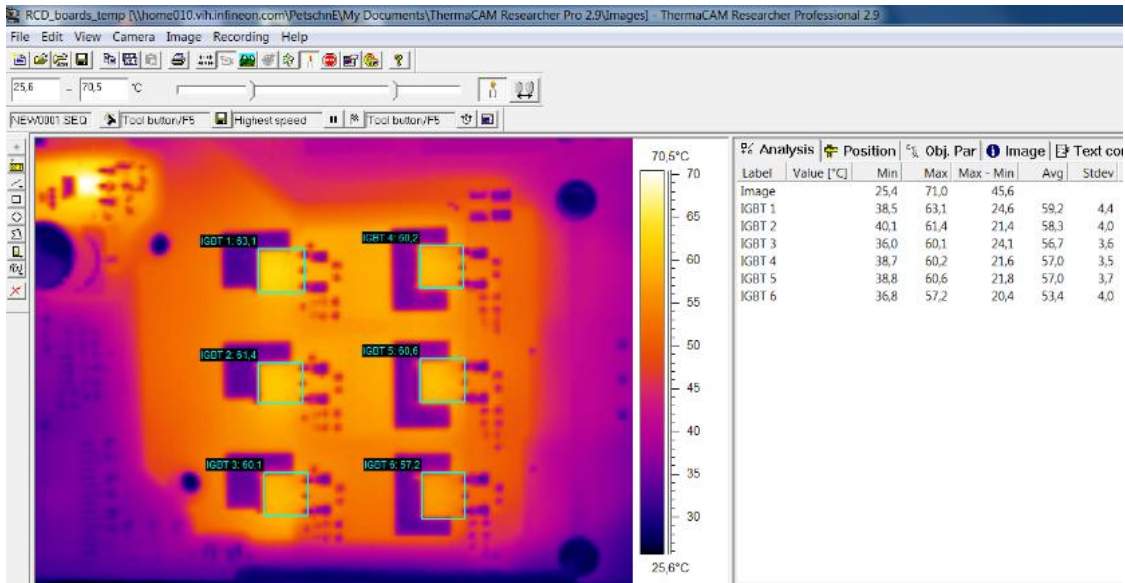 RCD_boards_temp [\\home010.vih.infineon.com\PetschnE\My Documents\ThermaCAM Researcher Pro 2.9\Images] - ThermaCAM Researcher Professional 2.9
File Edit View Camera Image Recording Help
25,6 – 70,5 °C
NEW0001.SEQ Tool button/F5 Highest speed Tool button/F5
70,5°C
70
65
60
55
50
45
40
35
30
25,6°C
IGBT 1: 63,1 IGBT 4: 60,2
IGBT 2: 61,4 IGBT 5: 60,6
IGBT 3: 60,1 IGBT 6: 57,2
Analysis Position Obj. Par Image Text co
Label Value [°C] Min Max Max - Min Avg Stdev
Image 25,4 71,0 45,6
IGBT 1 38,5 63,1 24,6 59,2 4,4
IGBT 2 40,1 61,4 21,4 58,3 4,0
IGBT 3 36,0 60,1 24,1 56,7 3,6
IGBT 4 38,7 60,2 21,6 57,0 3,5
IGBT 5 38,8 60,6 21,8 57,0 3,7
IGBT 6 36,8 57,2 20,4 53,4 4,0